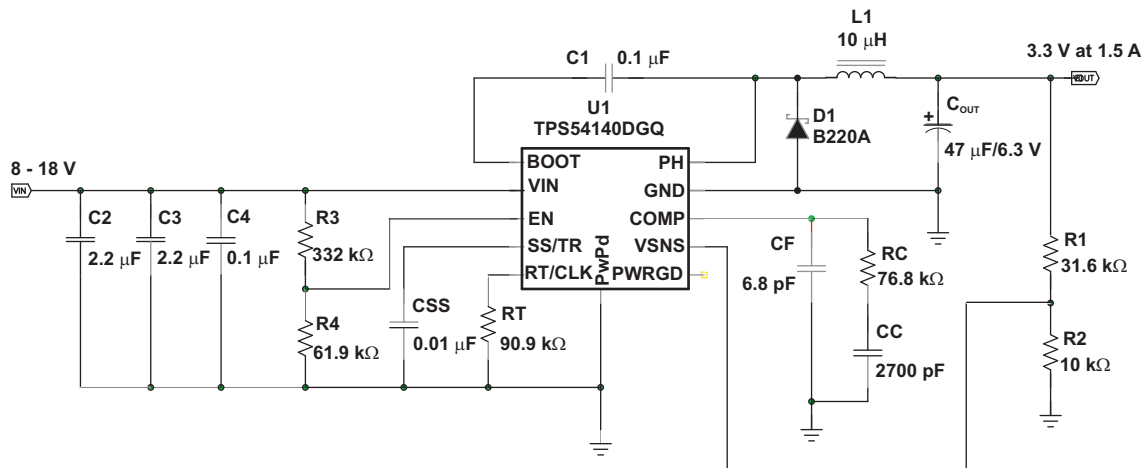 L1
10 μH
3.3 V at 1.5 A
C1
0.1 μF
U1
TPS54140DGQ
D1
B220A
C_OUT
+
47 μF/6.3 V
8 - 18 V
VIN
BOOT
VIN
EN
SS/TR
RT/CLK
PwPd
PH
GND
COMP
VSNS
PWRGD
C2
2.2 μF
C3
2.2 μF
C4
0.1 μF
R3
332 kΩ
R4
61.9 kΩ
CSS
0.01 μF
RT
90.9 kΩ
CF
6.8 pF
RC
76.8 kΩ
CC
2700 pF
R1
31.6 kΩ
R2
10 kΩ